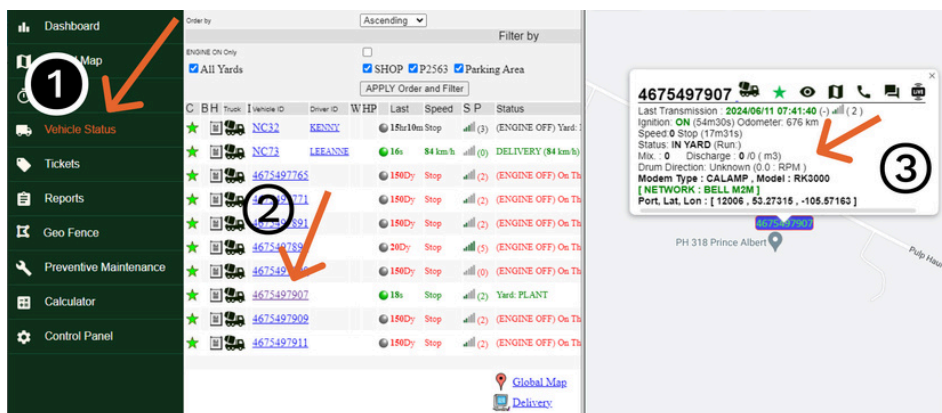 Dashboard
Map
1
Vehicle Status
Tickets
Reports
Geo Fence
Preventive Maintenance
Calculator
Control Panel
Order by
Ascending
Filter by
ENGINE ON Only
All Yards
SHOP P2563 Parking Area
APPLY Order and Filter
C B H Truck I Vehicle ID Driver ID W HP Last Speed S P Status
NC32 KENNY 15hr10m Stop (3) (ENGINE OFF) Yard:
NC73 LEEANNE 16s 84 km/h (0) DELIVERY (84 km/h)
4675497765 150Dy Stop (2) (ENGINE OFF) On Th
150Dy Stop (2) (ENGINE OFF) On Th
2
150Dy Stop (2) (ENGINE OFF) On Th
20Dy Stop (5) (ENGINE OFF) On Th
150Dy Stop (0) (ENGINE OFF) On Th
4675497907 18s Stop (2) Yard: PLANT
4675497909 150Dy Stop (2) (ENGINE OFF) On Th
4675497911 150Dy Stop (2) (ENGINE OFF) On Th
Global Map
Delivery
4675497907 LIVE
Last Transmission : 2024/06/11 07:41:40 (-) ( 2 )
Ignition: ON (54m30s) Odometer: 676 km
Speed:0 Stop (17m31s)
Status: IN YARD (Run:)
Mix. : 0 Discharge : 0 /0 ( m3)
Drum Direction: Unknown (0.0 : RPM )
Modem Type : CALAMP , Model : RK3000
[ NETWORK : BELL M2M ]
Port, Lat, Lon : [ 12006 , 53.27315 , -105.57163 ]
3
4675497907
PH 318 Prince Albert
Pulp Hau